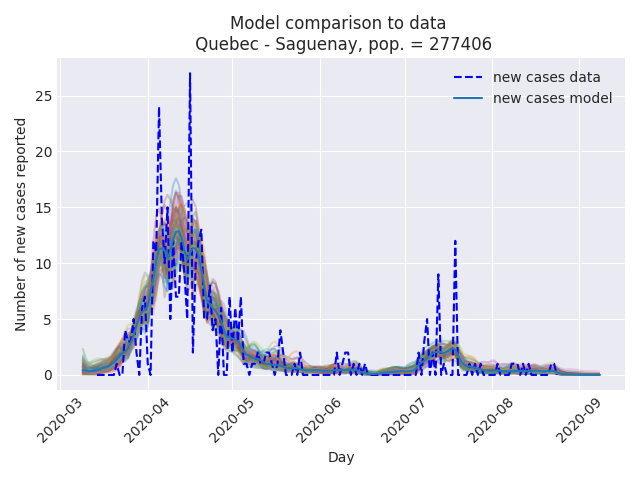 Model comparison to data
Quebec - Saguenay, pop. = 277406
new cases data
new cases model
Number of new cases reported
25
20
15
10
5
0
2020-03
2020-04
2020-05
2020-06
2020-07
2020-08
2020-09
Day